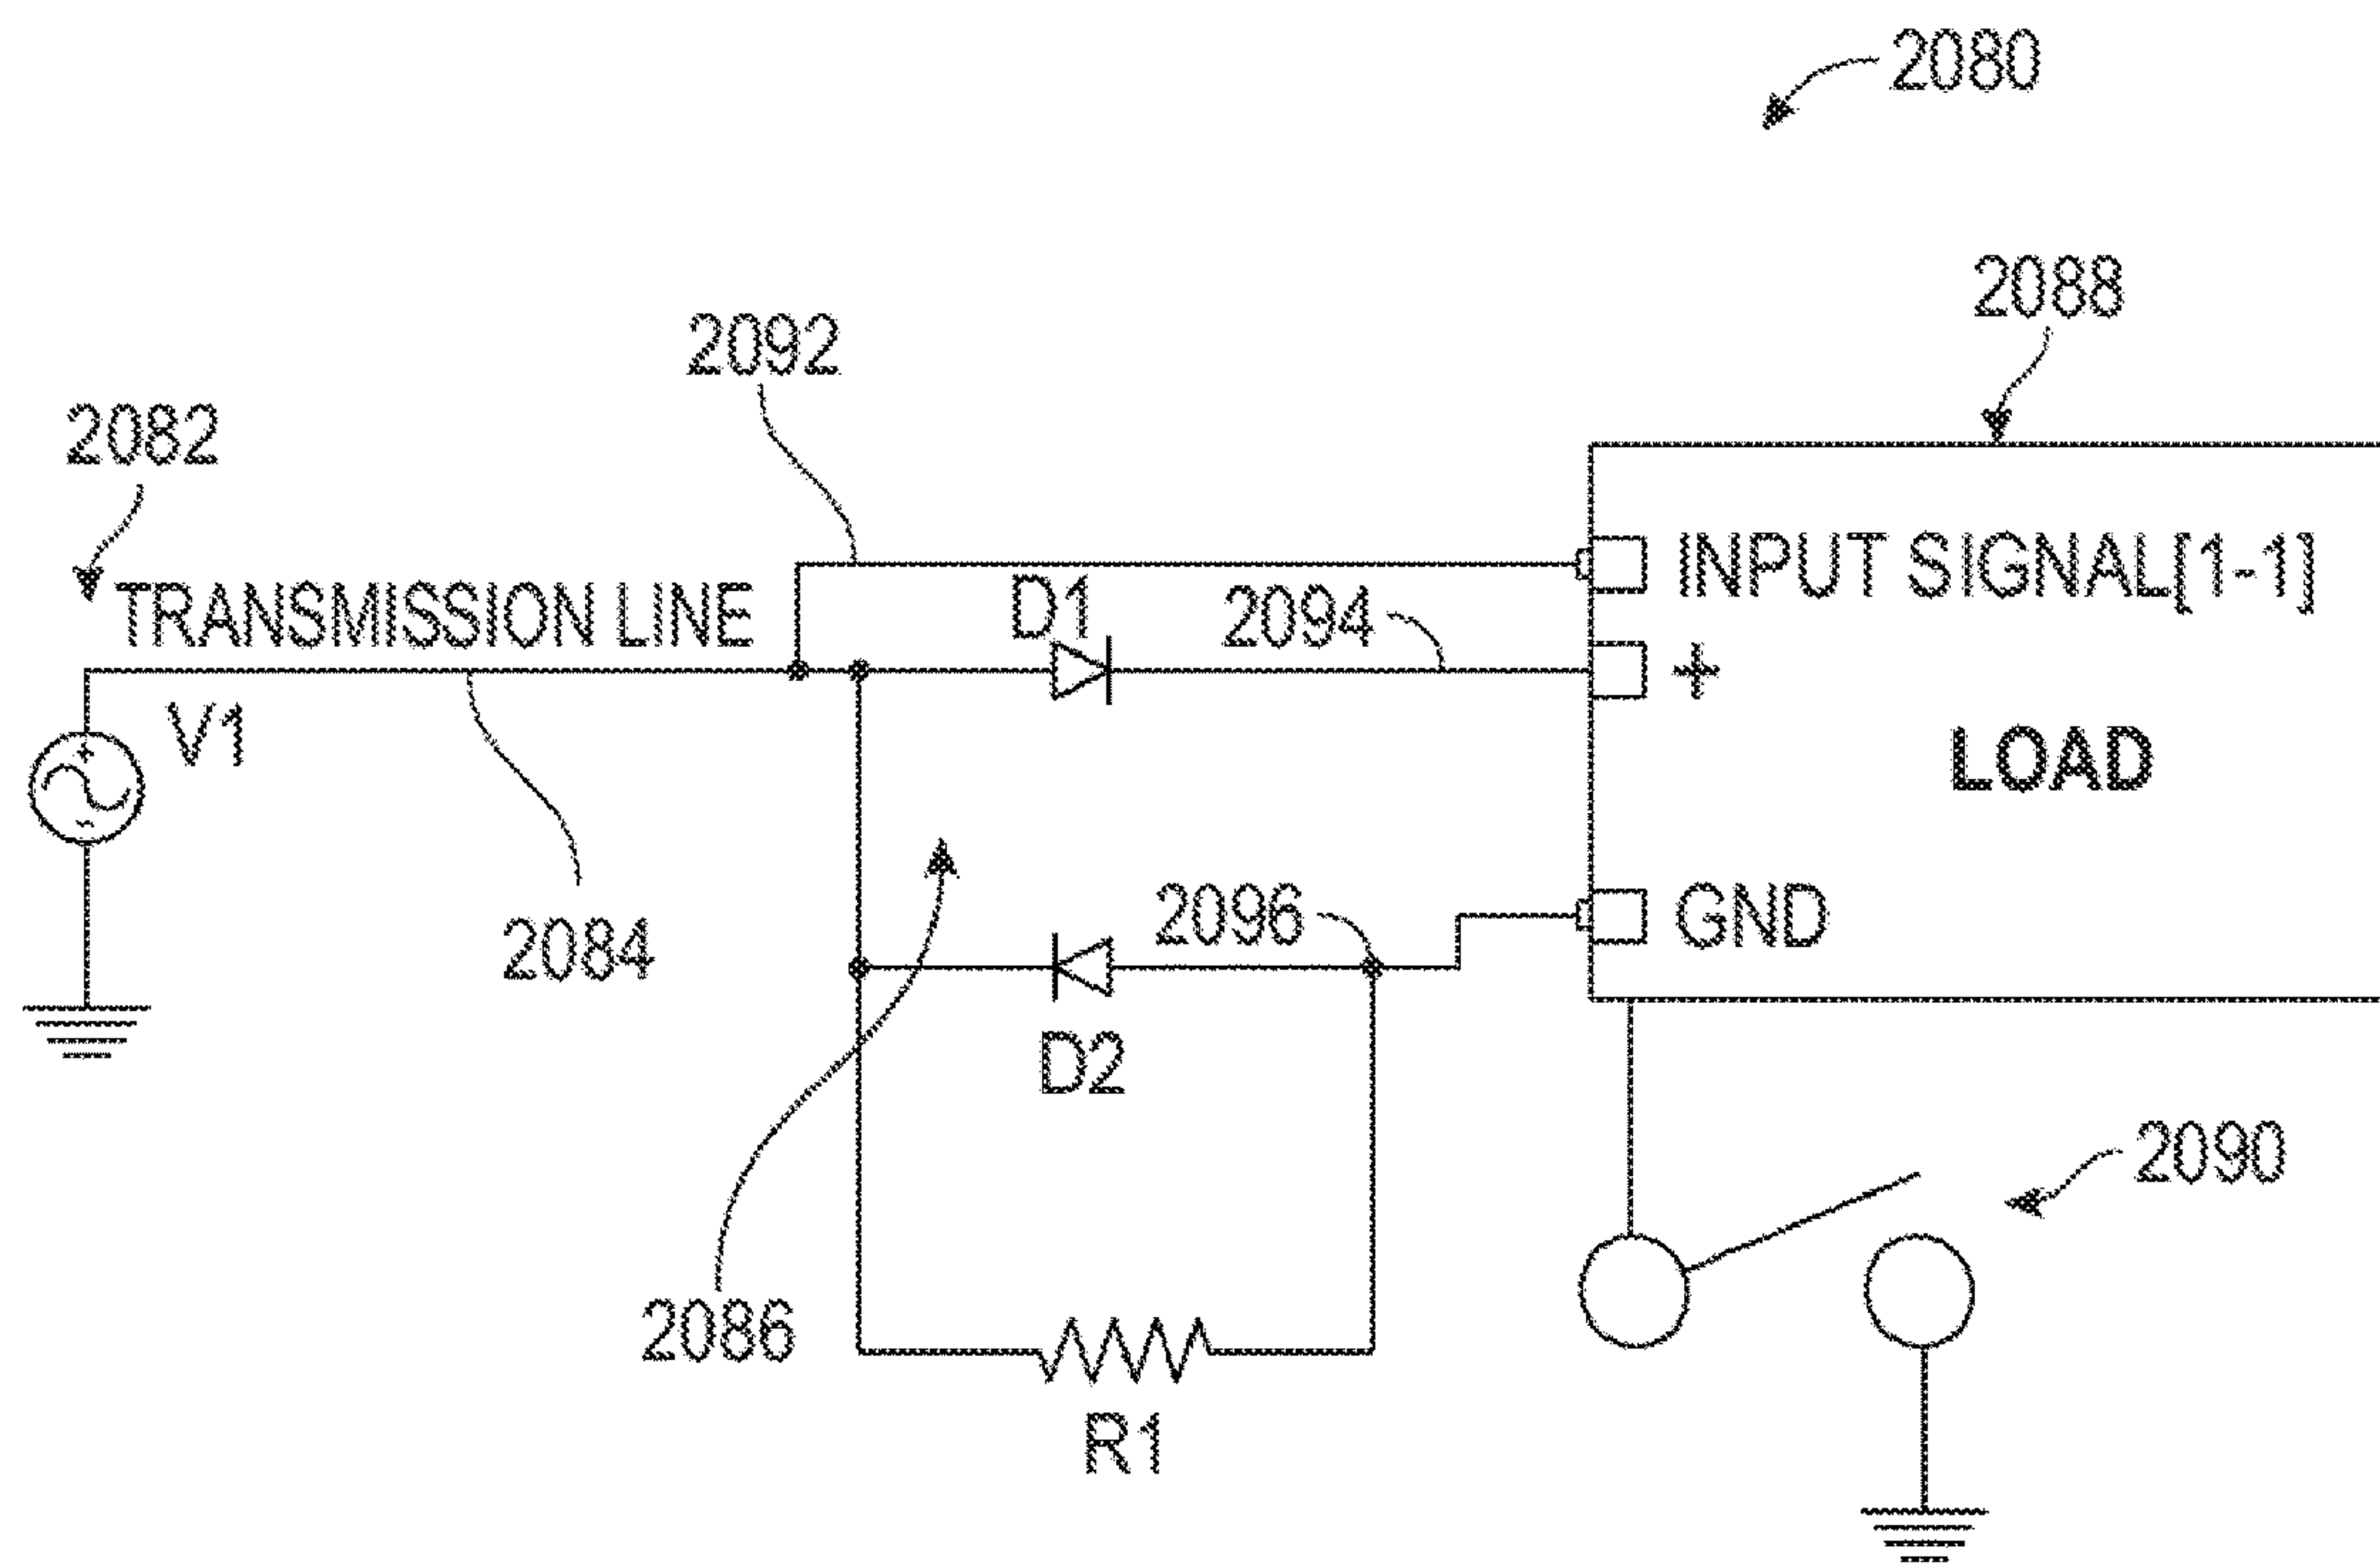 2080
2088
2092
2082
INPUT SIGNAL[1-1]
TRANSMISSION LINE
D1
2094
+
V1
LOAD
2084
2096
GND
D2
2090
2086
R1